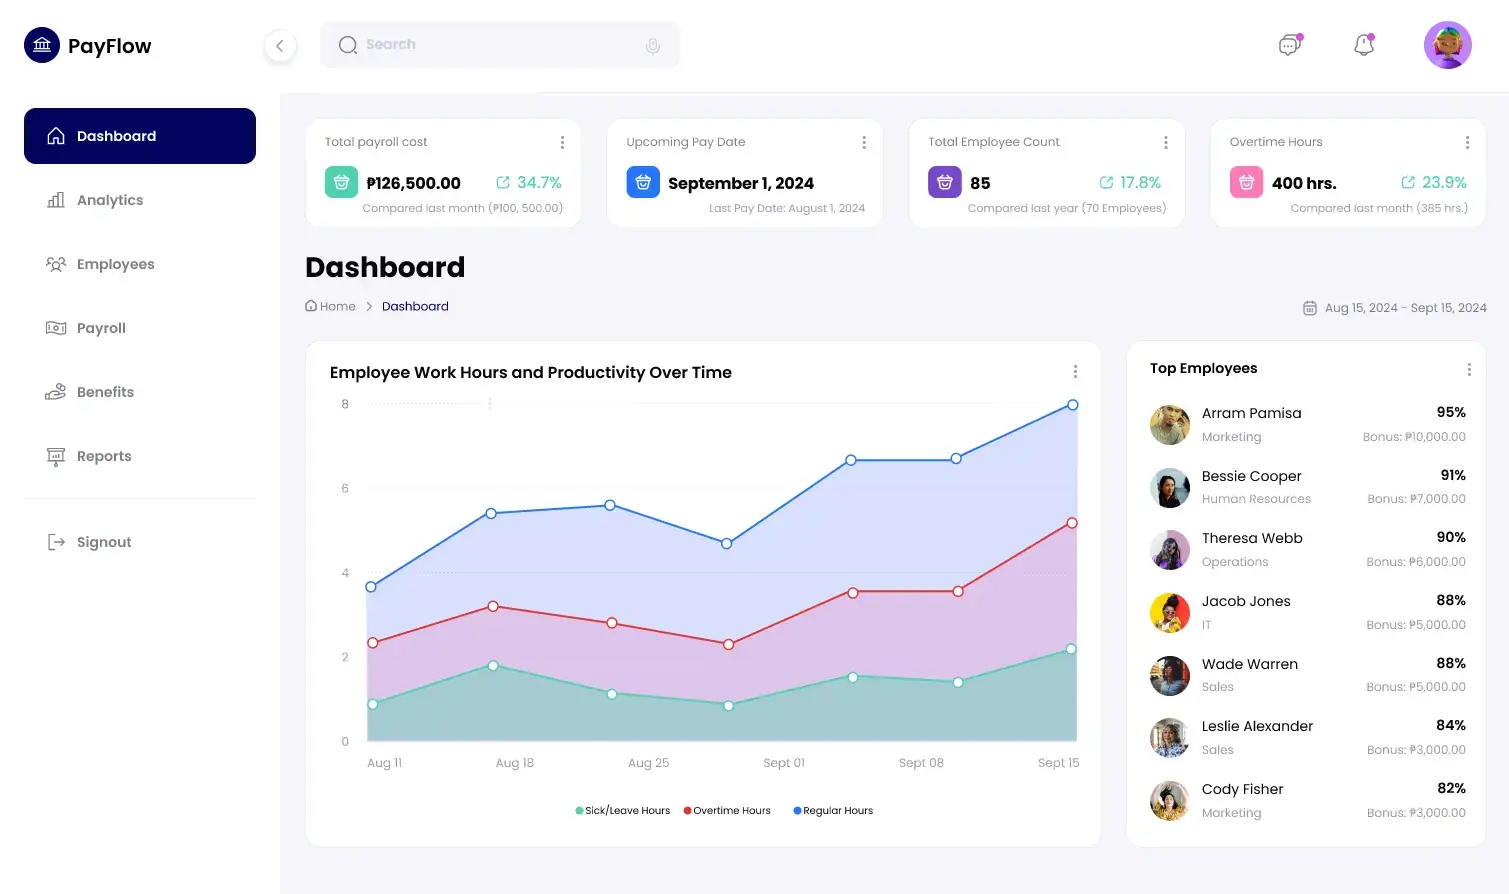 PayFlow
Search
Dashboard
Analytics
Employees
Payroll
Benefits
Reports
Signout
Total payroll cost
₱126,500.00
34.7%
Compared last month (₱100, 500.00)
Upcoming Pay Date
September 1, 2024
Last Pay Date: August 1, 2024
Total Employee Count
85
17.8%
Compared last year (70 Employees)
Overtime Hours
400 hrs.
23.9%
Compared last month (385 hrs.)
Dashboard
Home > Dashboard
Aug 15, 2024 - Sept 15, 2024
Employee Work Hours and Productivity Over Time
8
6
4
2
0
Aug 11 Aug 18 Aug 25 Sept 01 Sept 08 Sept 15
Sick/Leave Hours Overtime Hours Regular Hours
Top Employees
Arram Pamisa 95%
Marketing Bonus: ₱10,000.00
Bessie Cooper 91%
Human Resources Bonus: ₱7,000.00
Theresa Webb 90%
Operations Bonus: ₱6,000.00
Jacob Jones 88%
IT Bonus: ₱5,000.00
Wade Warren 88%
Sales Bonus: ₱5,000.00
Leslie Alexander 84%
Sales Bonus: ₱3,000.00
Cody Fisher 82%
Marketing Bonus: ₱3,000.00